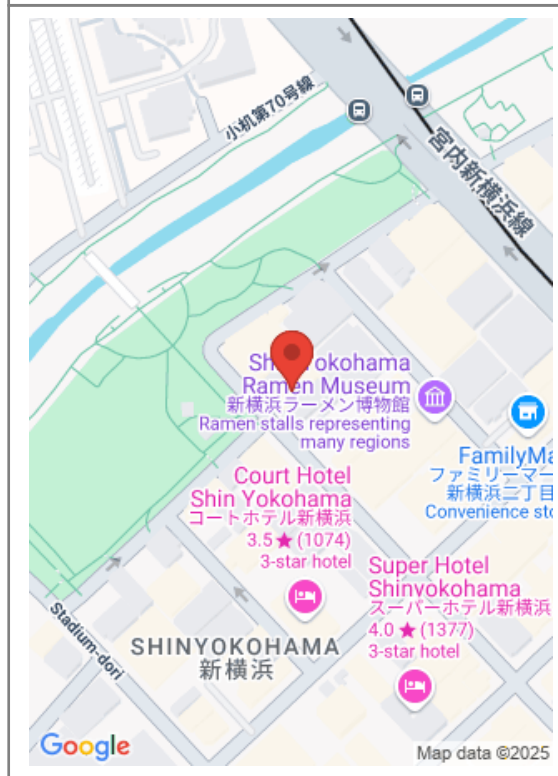 小机第70号線
宮内新横浜線
Shin Yokohama
Ramen Museum
新横浜ラーメン博物館
Ramen stalls representing
many regions
FamilyMa
ファミリーマー
新横浜二丁目
Convenience sto
Court Hotel
Shin Yokohama
コートホテル新横浜
3.5★ (1074)
3-star hotel
Super Hotel
Shinyokohama
スーパーホテル新横浜
4.0 ★ (1377)
3-star hotel
Stadium-dori
SHINYOKOHAMA
新横浜
Google
Map data ©2025